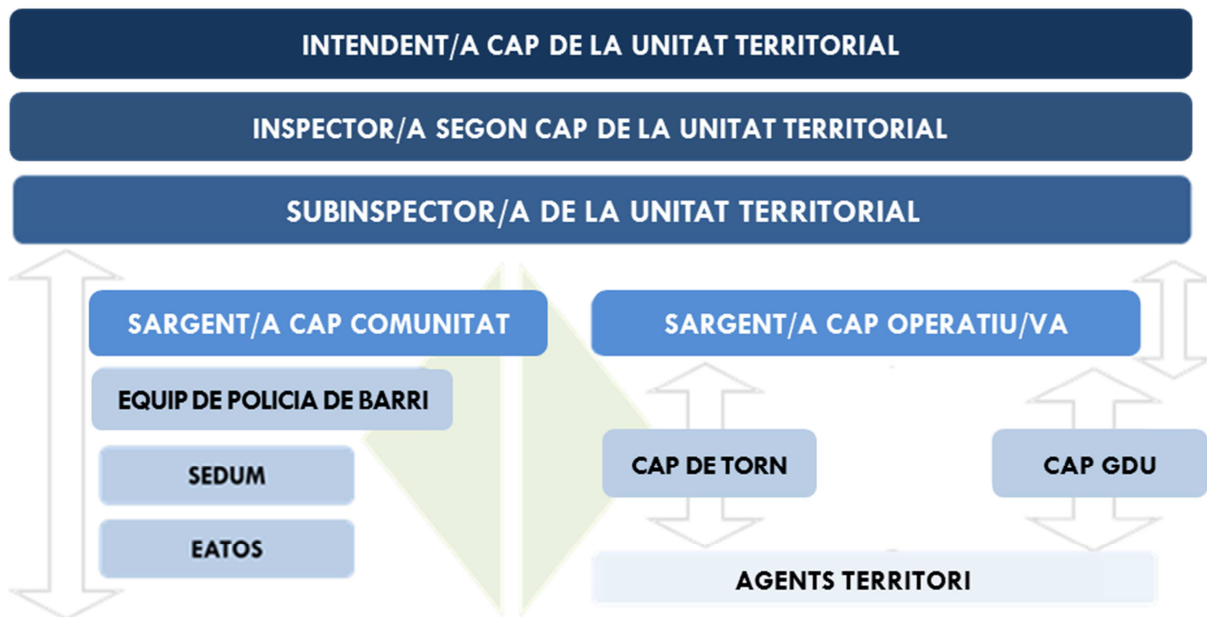 INTENDENT/A CAP DE LA UNITAT TERRITORIAL
INSPECTOR/A SEGON CAP DE LA UNITAT TERRITORIAL
SUBINSPECTOR/A DE LA UNITAT TERRITORIAL
SARGENT/A CAP COMUNITAT
EQUIP DE POLICIA DE BARRI
SEDUM
EATOS
SARGENT/A CAP OPERATIU/VA
CAP DE TORN
CAP GDU
AGENTS TERRITORI